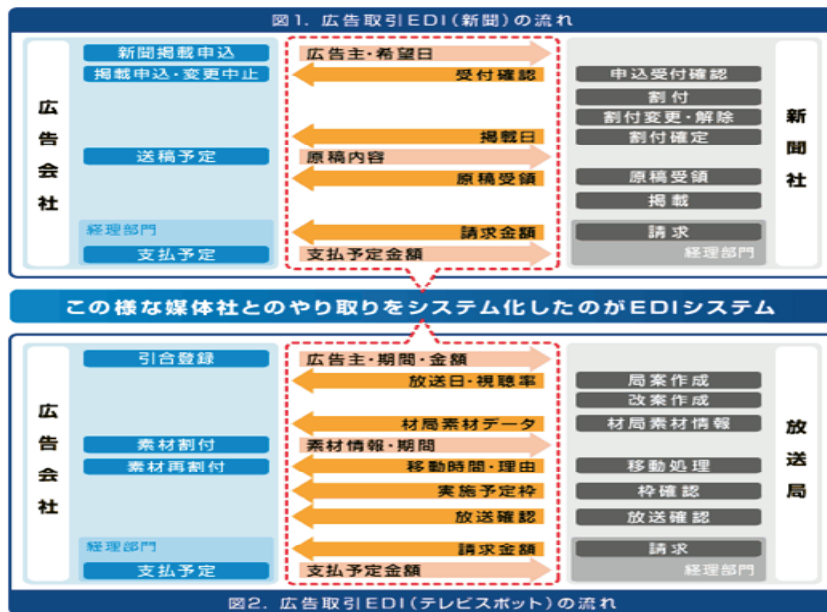 図1. 広告取引EDI(新聞)の流れ
広告会社
新聞掲載申込
広告主・希望日
掲載申込・変更中止
受付確認
申込受付確認
割付
割付変更・解除
掲載日
割付確定
送稿予定
原稿内容
原稿受領
原稿受領
掲載
経理部門
請求金額
請求
支払予定
支払予定金額
経理部門
新聞社
この様な媒体社とのやり取りをシステム化したのがEDIシステム
広告会社
引合登録
広告主・期間・金額
放送日・視聴率
局案作成
改案作成
材局素材データ
材局素材情報
素材割付
素材情報・期間
素材再割付
移動時間・理由
移動処理
実施予定枠
枠確認
放送確認
放送確認
経理部門
請求金額
請求
支払予定
支払予定金額
経理部門
放送局
図2. 広告取引EDI(テレビスポット)の流れ